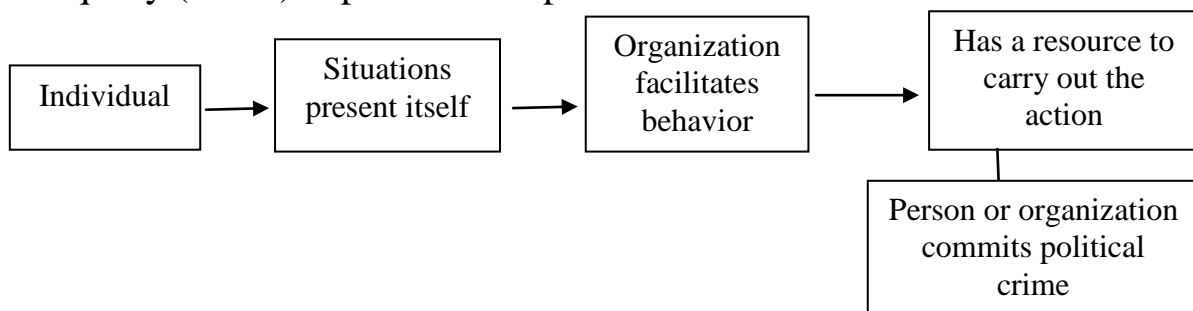 Individual
Situations
present itself
Organization
facilitates
behavior
Has a resource to
carry out the
action
Person or organization
commits political
crime